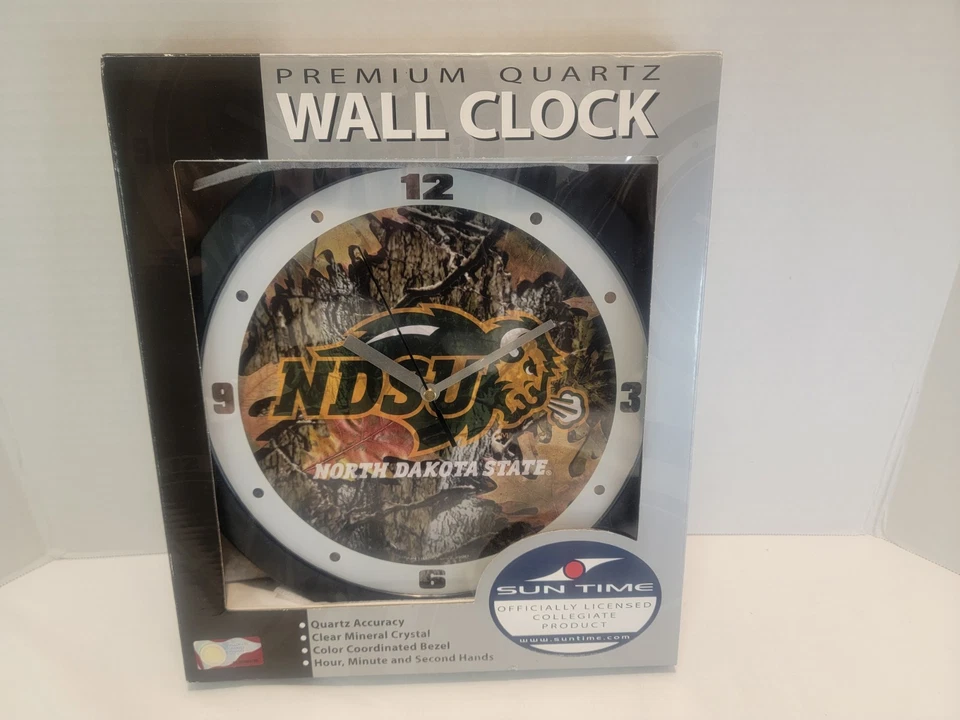 PREMIUM QUARTZ
WALL CLOCK
12
9
3
6
NDSU
NORTH DAKOTA STATE
SUN TIME
OFFICIALLY LICENSED
COLLEGIATE
PRODUCT
www.suntime.com
• Quartz Accuracy
• Clear Mineral Crystal
• Color Coordinated Bezel
• Hour, Minute and Second Hands